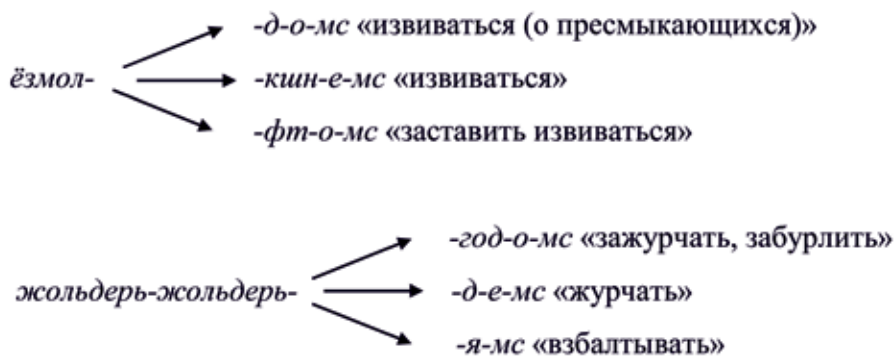 -д-о-мс «извиваться (о пресмыкающихся)»
ёзмол-
-кшн-е-мс «извиваться»
-фт-о-мс «заставить извиваться»
-год-о-мс «зажурчать, забурлить»
жольдерь-жольдерь-
-д-е-мс «журчать»
-я-мс «взбалтывать»